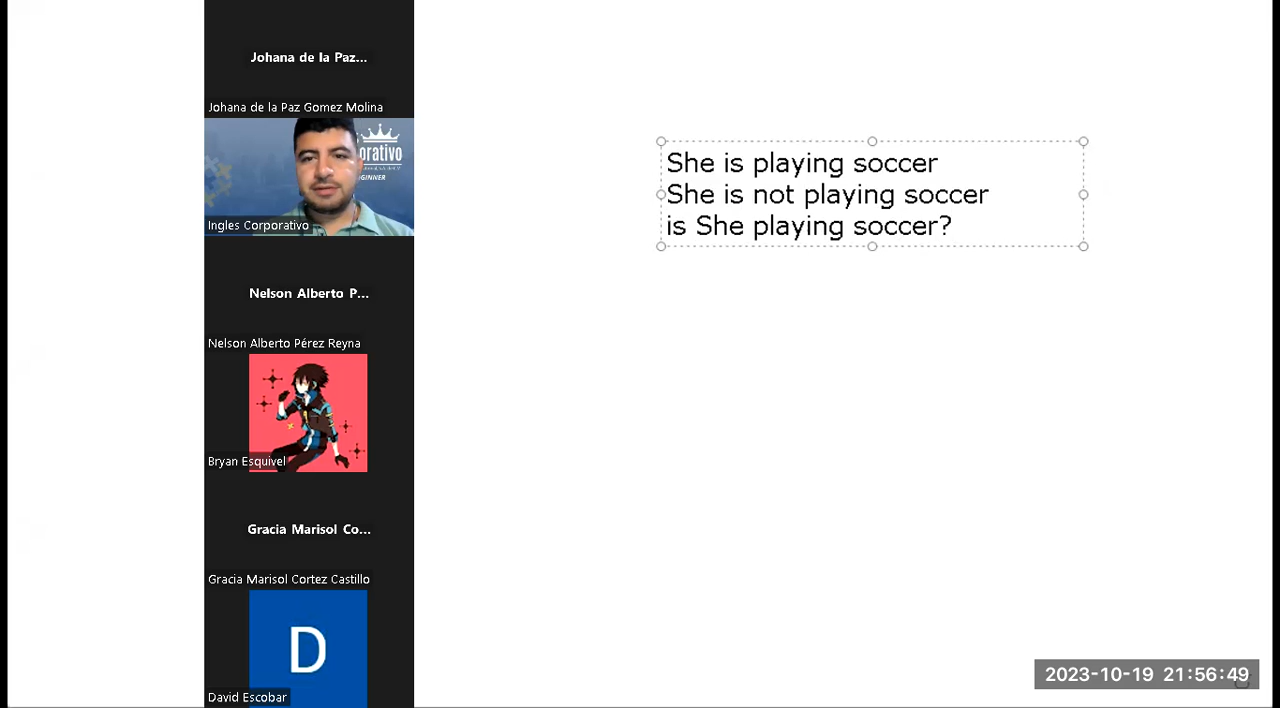 Johana de la Paz...
Johana de la Paz Gomez Molina
orativo
GINNER
Ingles Corporativo
Nelson Alberto P...
Nelson Alberto Pérez Reyna
Bryan Esquivel
Gracia Marisol Co...
Gracia Marisol Cortez Castillo
D
David Escobar
She is playing soccer
She is not playing soccer
is She playing soccer?
2023-10-19 21:56:49